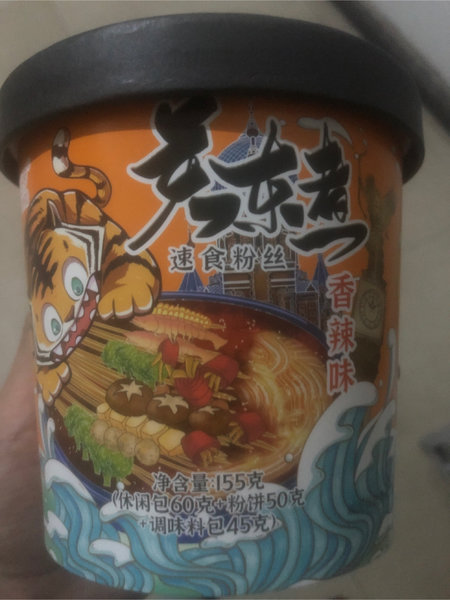 关东煮
速食粉丝
香辣味
净含量:155克
(休闲包60克+粉饼50克
+调味料包45克)